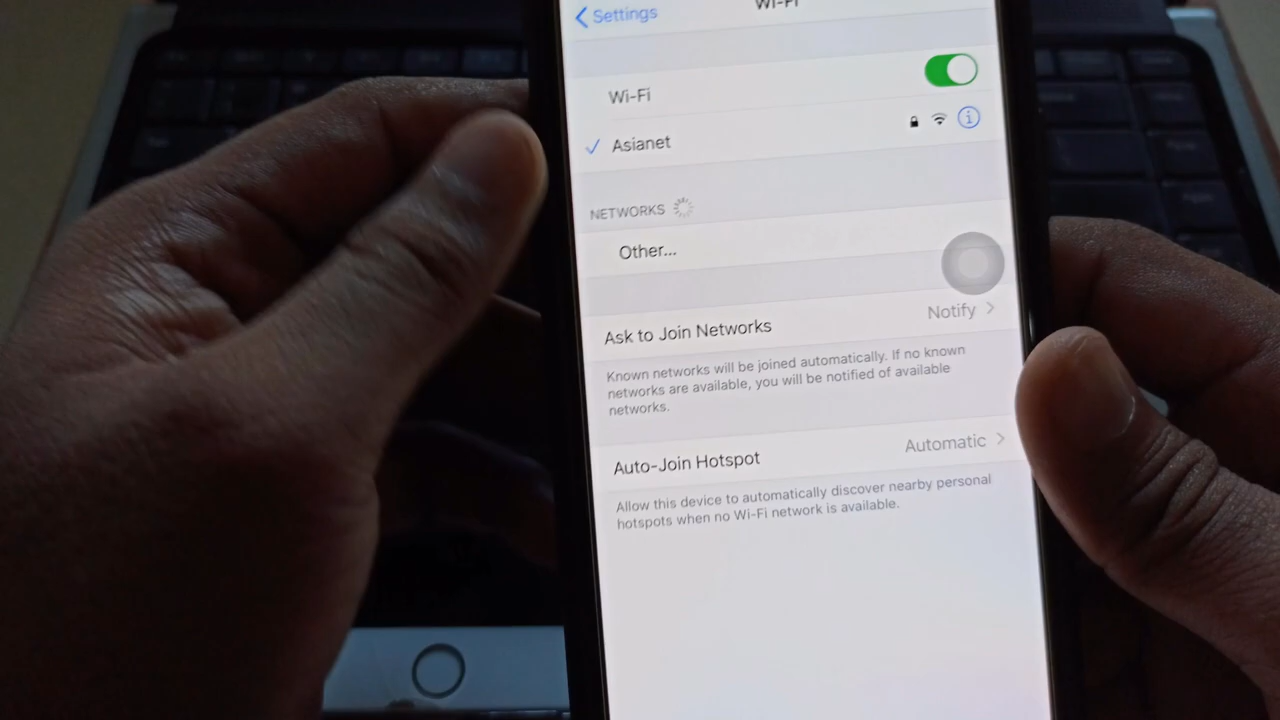 Settings
Wi-Fi
Wi-Fi
Asianet
NETWORKS
Other...
Ask to Join Networks
Notify
Known networks will be joined automatically. If no known
networks are available, you will be notified of available
networks.
Auto-Join Hotspot
Automatic
Allow this device to automatically discover nearby personal
hotspots when no Wi-Fi network is available.